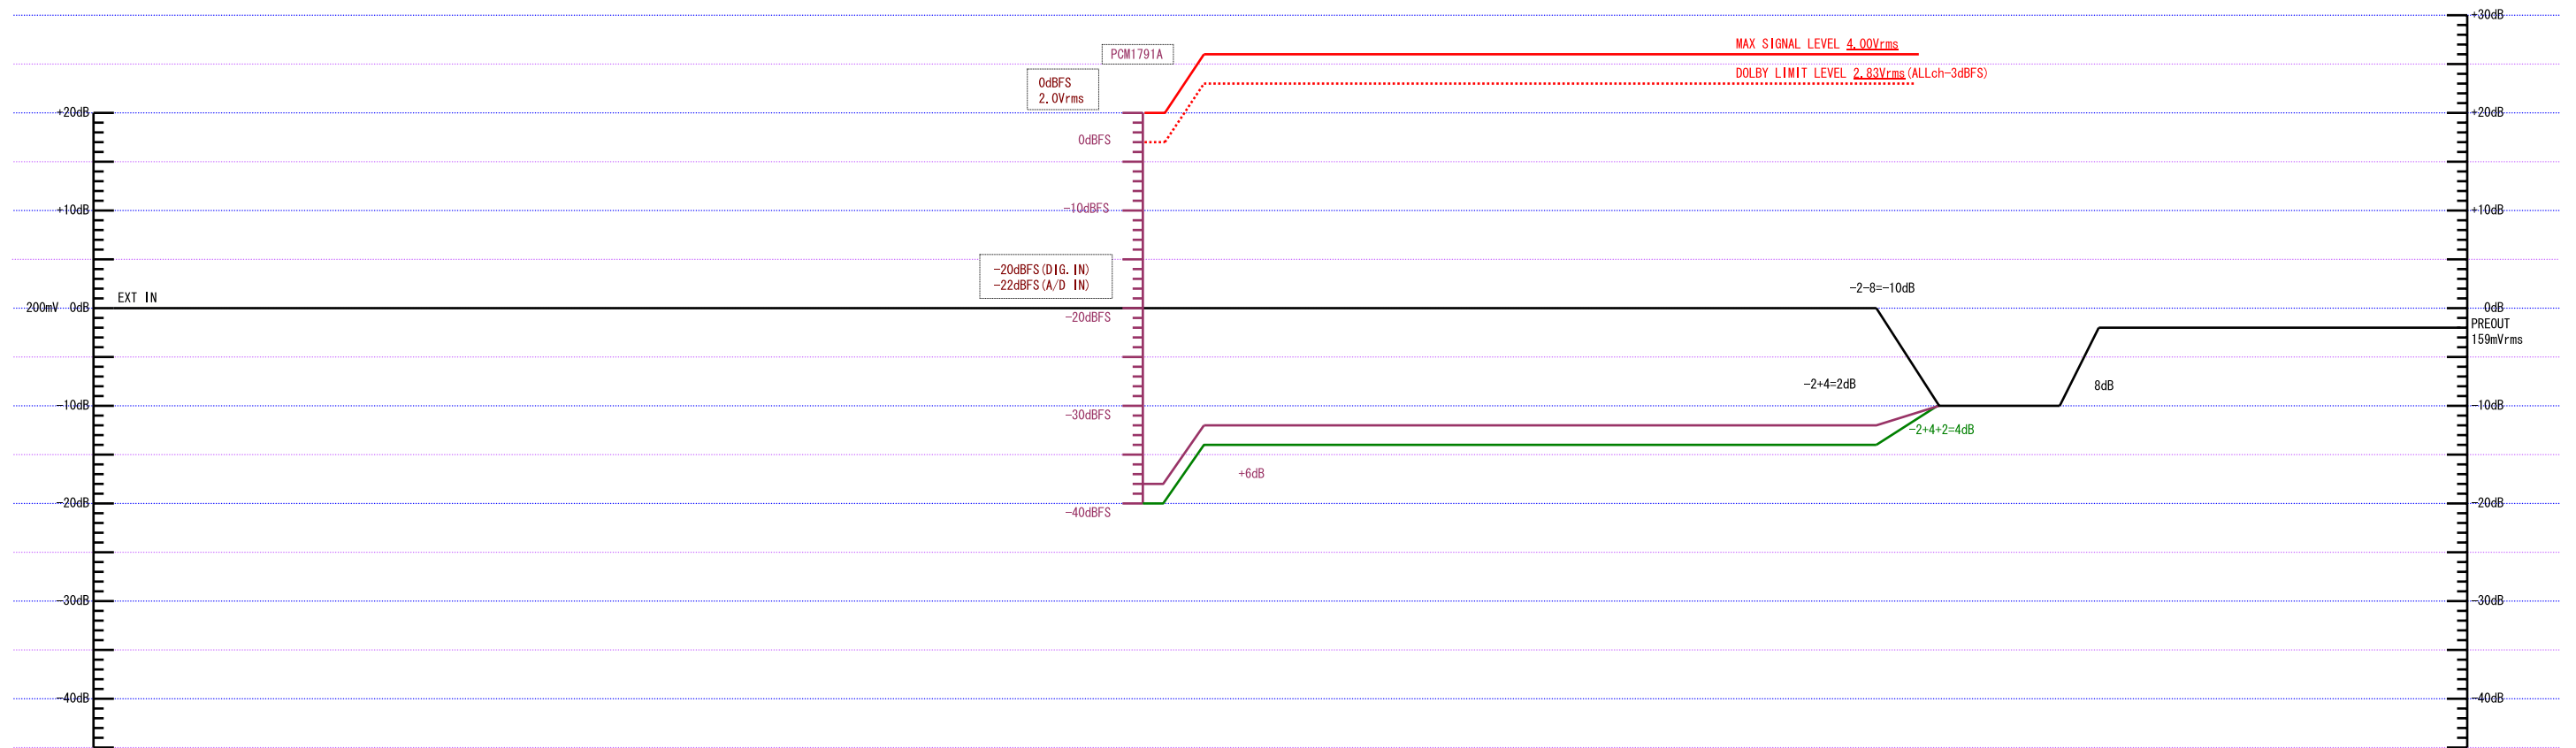 +30dB
MAX SIGNAL LEVEL 4.00Vrms
PCM1791A
DOLBY LIMIT LEVEL 2.83Vrms(ALLch-3dBFS)
0dBFS
2.0Vrms
+20dB
+20dB
0dBFS
+10dB
-10dBFS
+10dB
-20dBFS(DIG.IN)
-22dBFS(A/D IN)
-2-8=-10dB
EXT IN
200mV 0dB
-20dBFS
0dB
PREOUT
159mVrms
-2+4=2dB
8dB
-10dB
-30dBFS
-10dB
-2+4+2=4dB
+6dB
-20dB
-40dBFS
-20dB
-30dB
-30dB
-40dB
-40dB